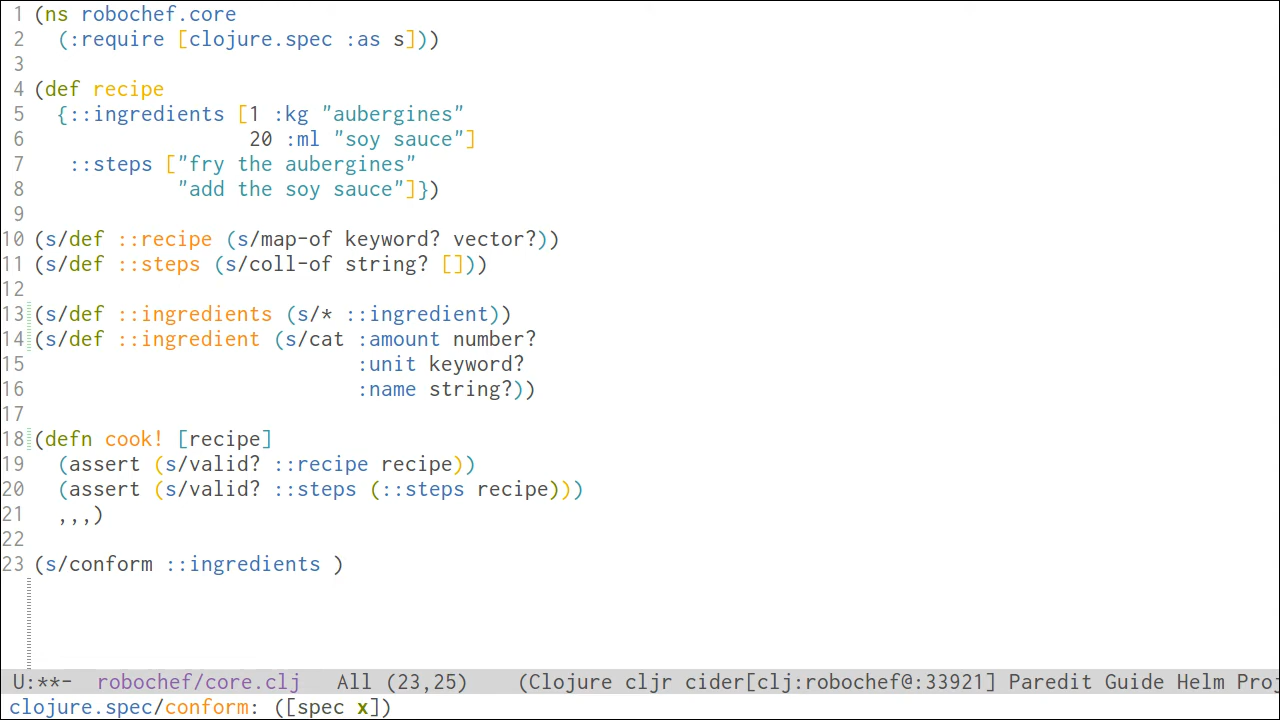 1 (ns robochef.core
2   (:require [clojure.spec :as s]))
3
4 (def recipe
5   {::ingredients [1 :kg "aubergines"
6                   20 :ml "soy sauce"]
7    ::steps ["fry the aubergines"
8             "add the soy sauce"]})
9
10 (s/def ::recipe (s/map-of keyword? vector?))
11 (s/def ::steps (s/coll-of string? []))
12
13 (s/def ::ingredients (s/* ::ingredient))
14 (s/def ::ingredient (s/cat :amount number?
15                            :unit keyword?
16                            :name string?))
17
18 (defn cook! [recipe]
19   (assert (s/valid? ::recipe recipe))
20   (assert (s/valid? ::steps (::steps recipe)))
21   ,,,)
22
23 (s/conform ::ingredients )
U:**-  robochef/core.clj   All (23,25)    (Clojure cljr cider[clj:robochef@:33921] Paredit Guide Helm Proj
clojure.spec/conform: ([spec x])